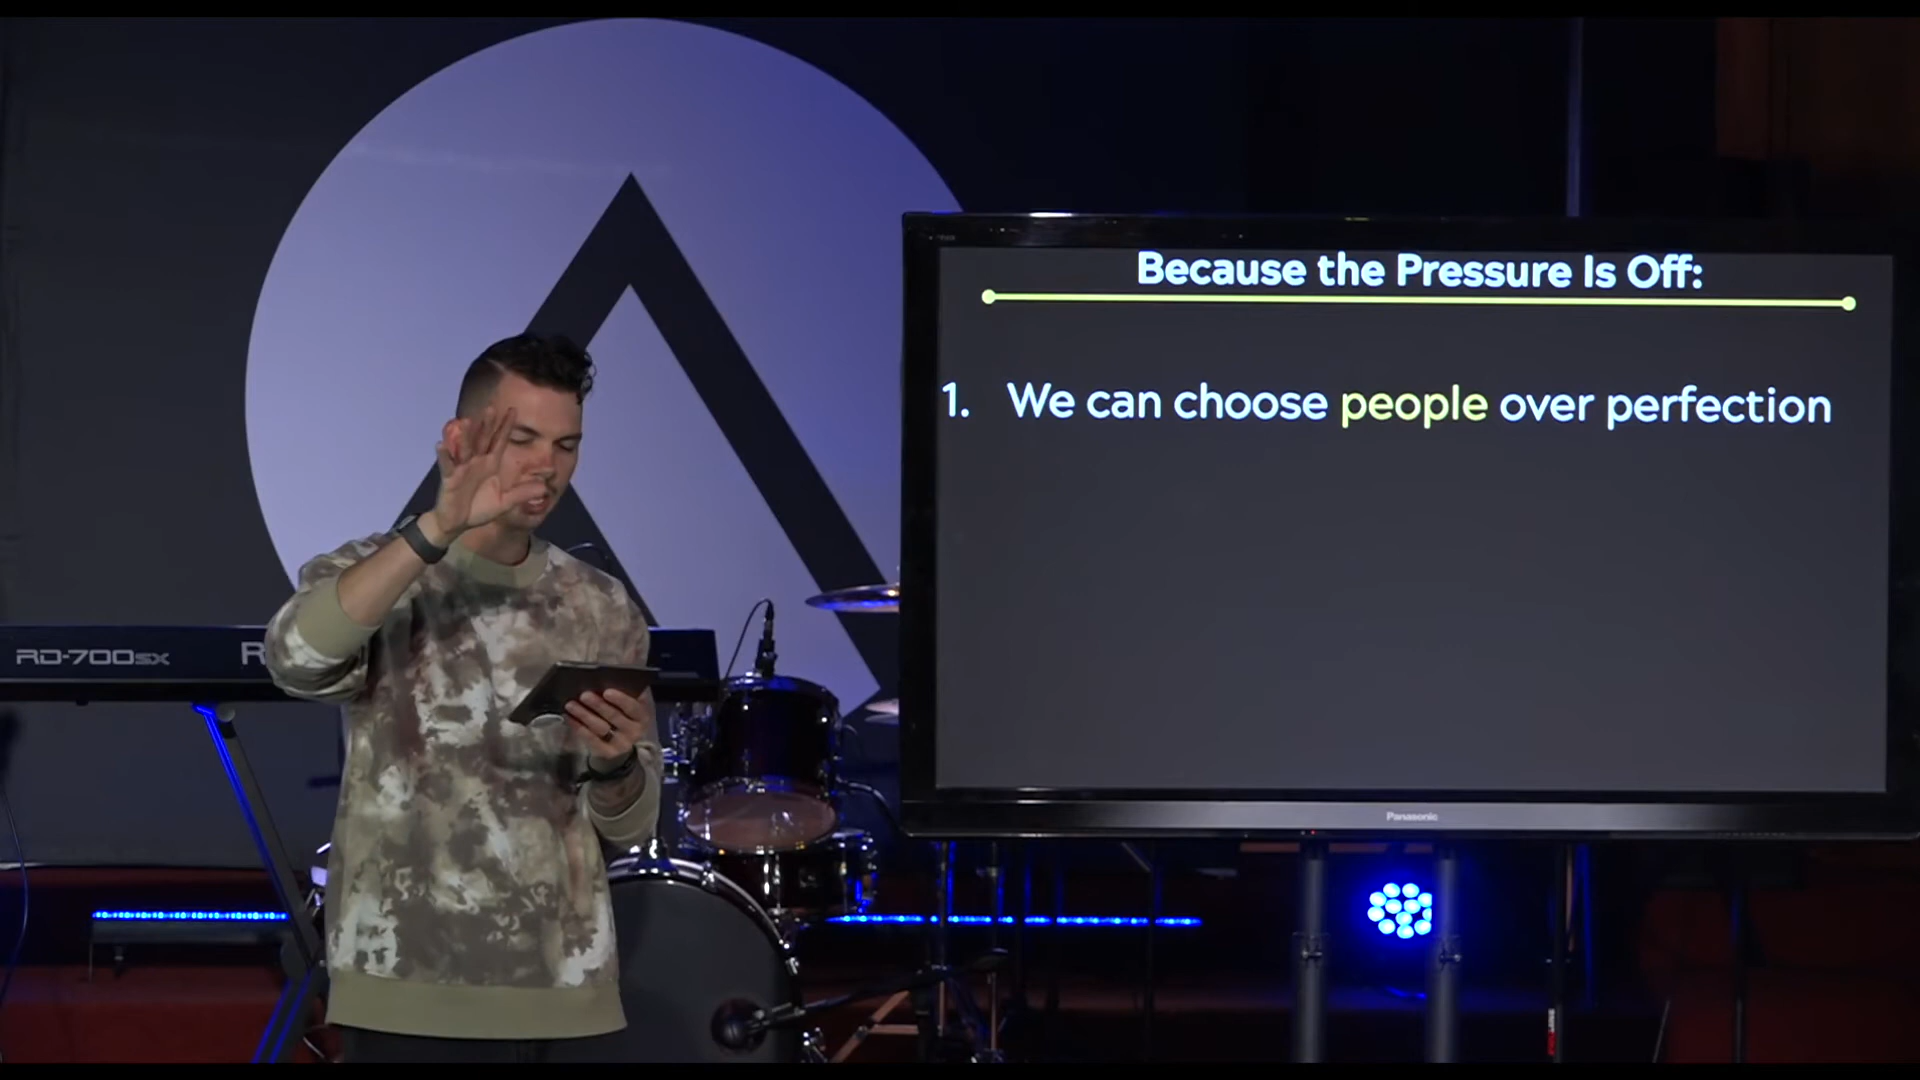 Because the Pressure Is Off:
1. We can choose people over perfection
RD-700SX R
Panasonic